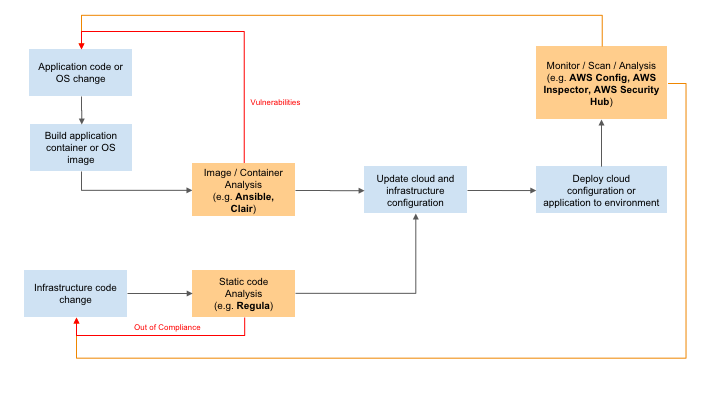 Application code or
OS change
Monitor / Scan / Analysis
(e.g. AWS Config, AWS
Inspector, AWS Security
Hub)
Vulnerabilities
Build application
container or OS
image
Image / Container
Analysis
(e.g. Ansible,
Clair)
Update cloud and
infrastructure
configuration
Deploy cloud
configuration or
application to environment
Infrastructure code
change
Static code
Analysis
(e.g. Regula)
Out of Compliance